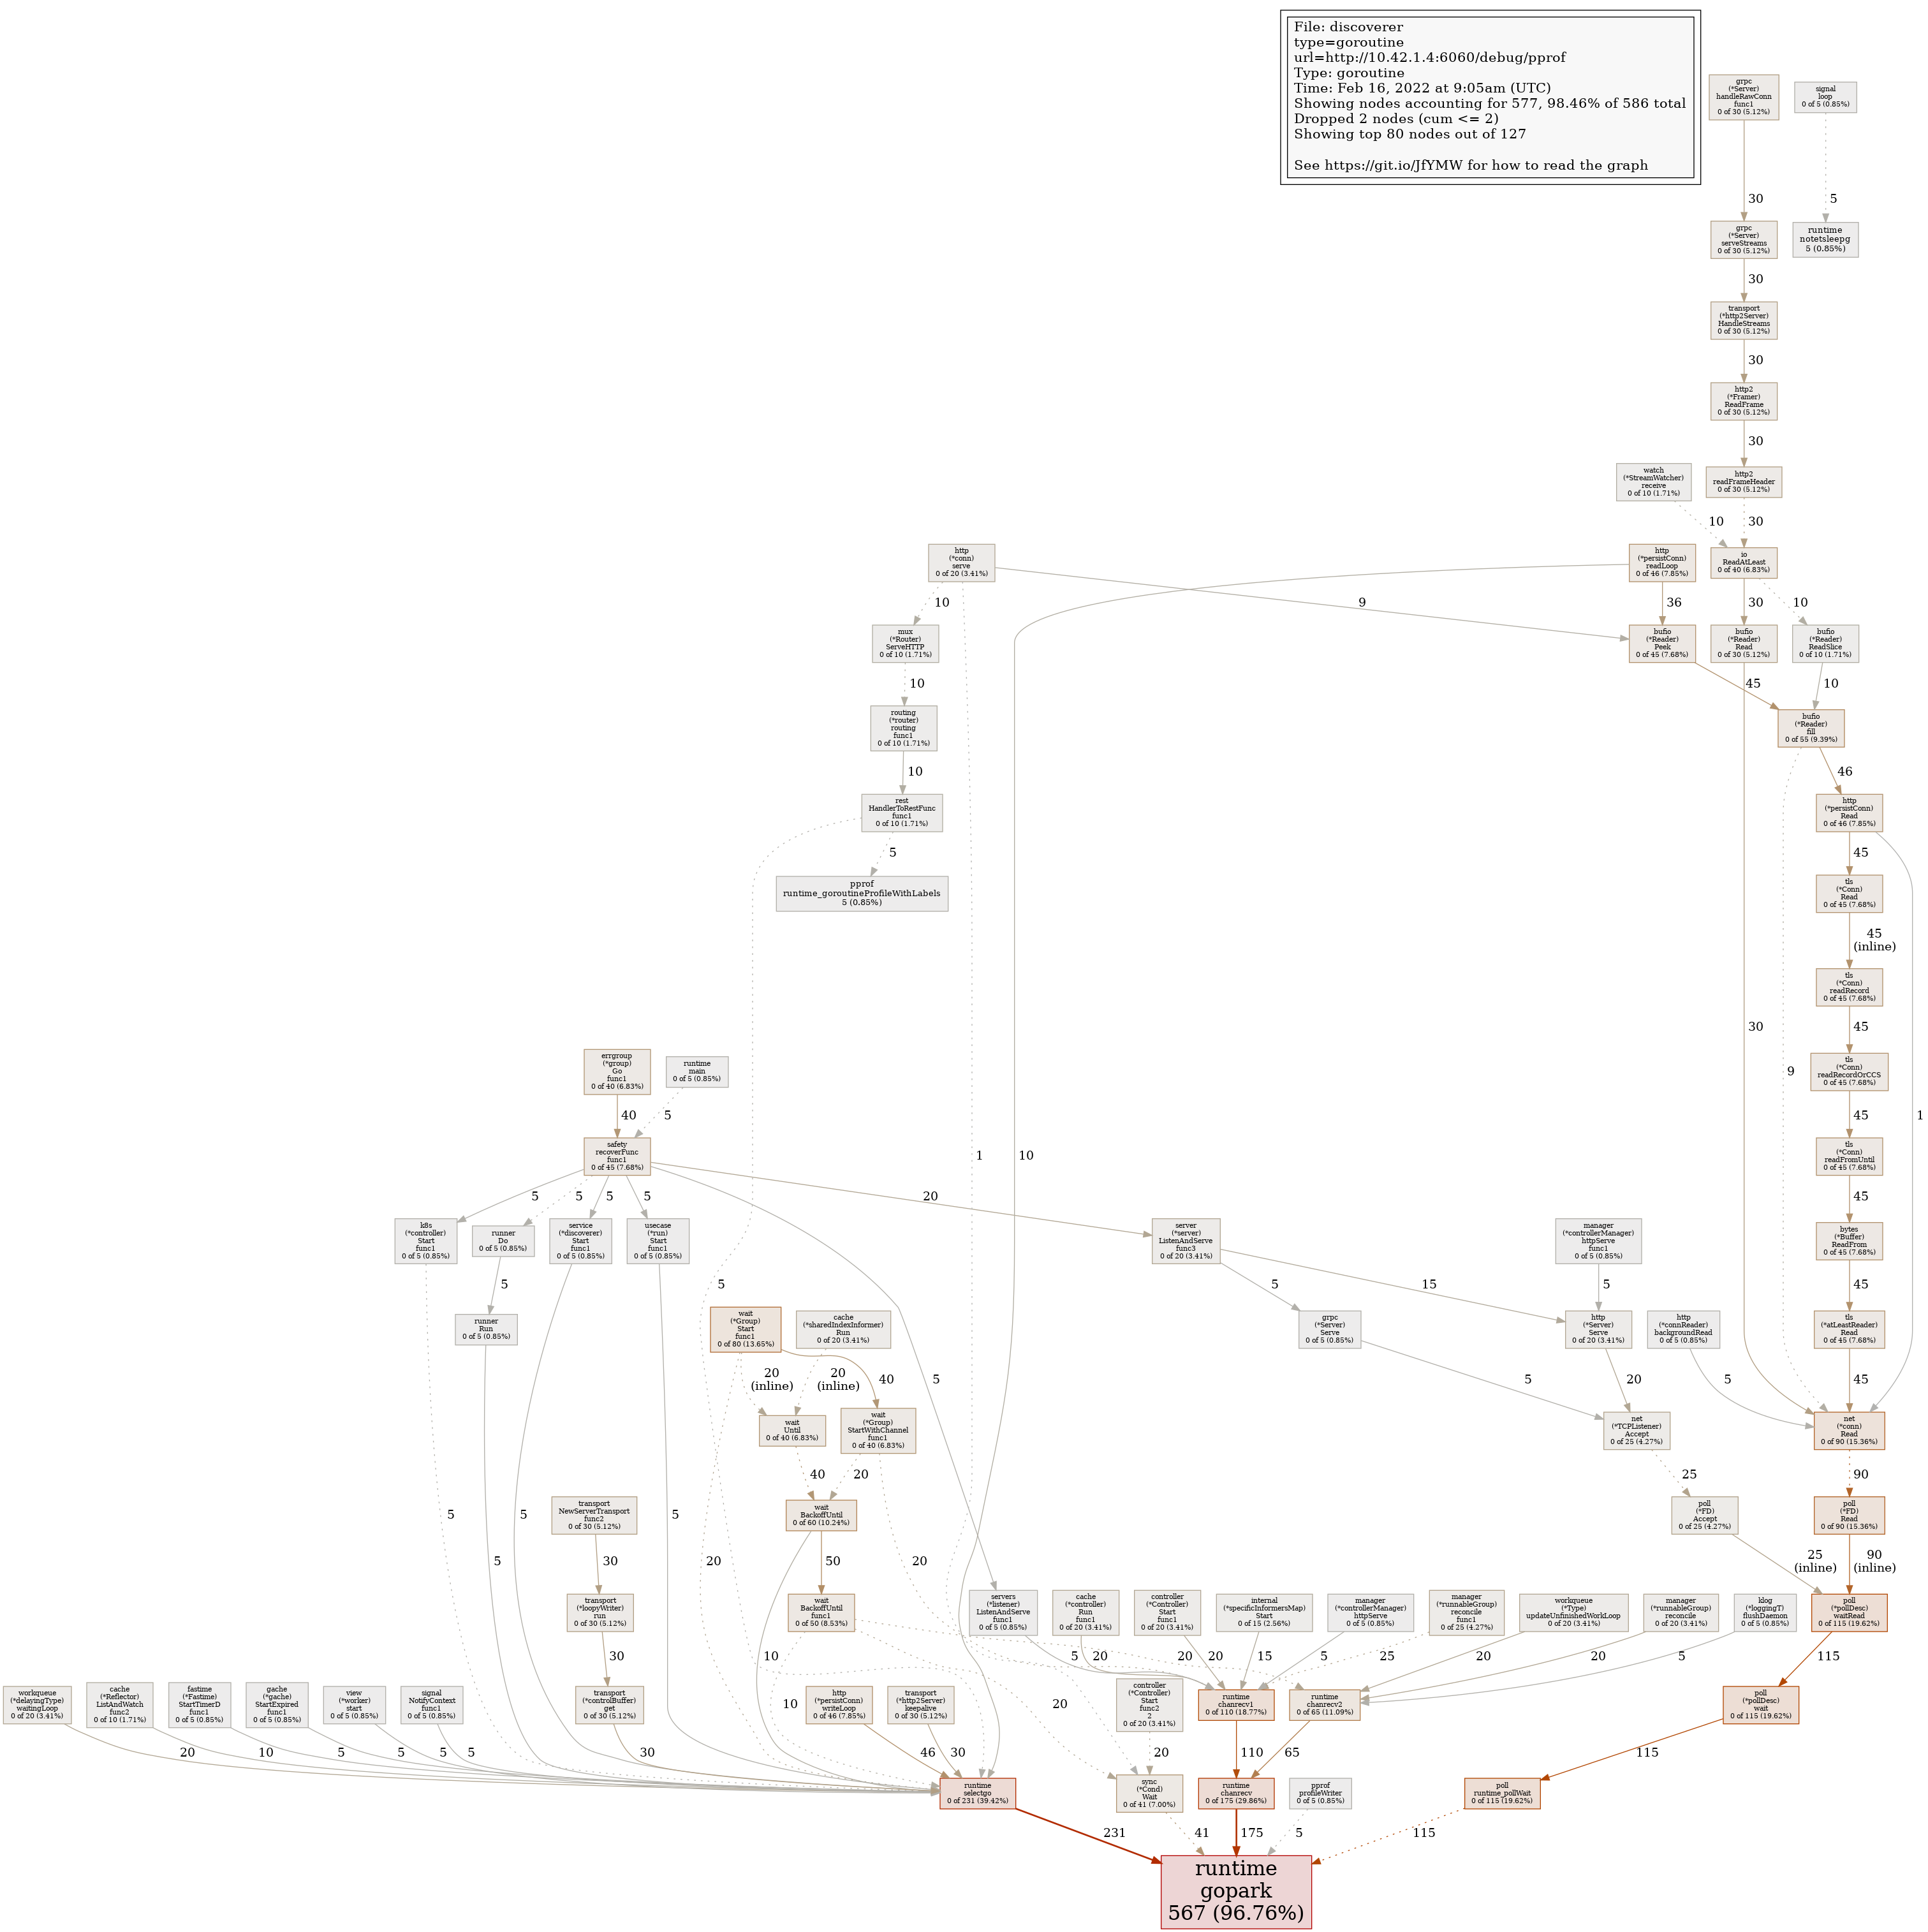 File: discoverer
type=goroutine
url=http://10.42.1.4:6060/debug/pprof
Type: goroutine
Time: Feb 16, 2022 at 9:05am (UTC)
Showing nodes accounting for 577, 98.46% of 586 total
Dropped 2 nodes (cum <= 2)
Showing top 80 nodes out of 127
See https://git.io/JfYMW for how to read the graph
grpc
(*Server)
handleRawConn
func1
0 of 30 (5.12%)
signal
loop
0 of 5 (0.85%)
30
5
grpc
(*Server)
serveStreams
0 of 30 (5.12%)
runtime
notetsleepg
5 (0.85%)
30
transport
(*http2Server)
HandleStreams
0 of 30 (5.12%)
30
http2
(*Framer)
ReadFrame
0 of 30 (5.12%)
30
watch
(*StreamWatcher)
receive
0 of 10 (1.71%)
http2
readFrameHeader
0 of 30 (5.12%)
10
30
http
(*conn)
serve
0 of 20 (3.41%)
http
(*persistConn)
readLoop
0 of 46 (7.85%)
io
ReadAtLeast
0 of 40 (6.83%)
10
9
36
30
10
mux
(*Router)
ServeHTTP
0 of 10 (1.71%)
bufio
(*Reader)
Peek
0 of 45 (7.68%)
bufio
(*Reader)
Read
0 of 30 (5.12%)
bufio
(*Reader)
ReadSlice
0 of 10 (1.71%)
10
45
10
routing
(*router)
routing
func1
0 of 10 (1.71%)
bufio
(*Reader)
fill
0 of 55 (9.39%)
10
46
rest
HandlerToRestFunc
func1
0 of 10 (1.71%)
http
(*persistConn)
Read
0 of 46 (7.85%)
5
45
pprof
runtime_goroutineProfileWithLabels
5 (0.85%)
tls
(*Conn)
Read
0 of 45 (7.68%)
45
(inline)
tls
(*Conn)
readRecord
0 of 45 (7.68%)
30
45
errgroup
(*group)
Go
func1
0 of 40 (6.83%)
runtime
main
0 of 5 (0.85%)
9
tls
(*Conn)
readRecordOrCCS
0 of 45 (7.68%)
40
5
45
1
safety
recoverFunc
func1
0 of 45 (7.68%)
1
10
tls
(*Conn)
readFromUntil
0 of 45 (7.68%)
5
5
5
5
20
45
k8s
(*controller)
Start
func1
0 of 5 (0.85%)
runner
Do
0 of 5 (0.85%)
service
(*discoverer)
Start
func1
0 of 5 (0.85%)
usecase
(*run)
Start
func1
0 of 5 (0.85%)
server
(*server)
ListenAndServe
func3
0 of 20 (3.41%)
manager
(*controllerManager)
httpServe
func1
0 of 5 (0.85%)
bytes
(*Buffer)
ReadFrom
0 of 45 (7.68%)
5
5
5
15
5
45
runner
Run
0 of 5 (0.85%)
wait
(*Group)
Start
func1
0 of 80 (13.65%)
cache
(*sharedIndexInformer)
Run
0 of 20 (3.41%)
grpc
(*Server)
Serve
0 of 5 (0.85%)
http
(*Server)
Serve
0 of 20 (3.41%)
http
(*connReader)
backgroundRead
0 of 5 (0.85%)
tls
(*atLeastReader)
Read
0 of 45 (7.68%)
20
(inline)
20
(inline)
40
5
5
20
5
45
wait
Until
0 of 40 (6.83%)
wait
(*Group)
StartWithChannel
func1
0 of 40 (6.83%)
net
(*TCPListener)
Accept
0 of 25 (4.27%)
net
(*conn)
Read
0 of 90 (15.36%)
40
20
25
90
transport
NewServerTransport
func2
0 of 30 (5.12%)
wait
BackoffUntil
0 of 60 (10.24%)
poll
(*FD)
Accept
0 of 25 (4.27%)
poll
(*FD)
Read
0 of 90 (15.36%)
5
5
5
5
30
20
50
20
25
(inline)
90
(inline)
transport
(*loopyWriter)
run
0 of 30 (5.12%)
wait
BackoffUntil
func1
0 of 50 (8.53%)
servers
(*listener)
ListenAndServe
func1
0 of 5 (0.85%)
cache
(*controller)
Run
func1
0 of 20 (3.41%)
controller
(*Controller)
Start
func1
0 of 20 (3.41%)
internal
(*specificInformersMap)
Start
0 of 15 (2.56%)
manager
(*controllerManager)
httpServe
0 of 5 (0.85%)
manager
(*runnableGroup)
reconcile
func1
0 of 25 (4.27%)
workqueue
(*Type)
updateUnfinishedWorkLoop
0 of 20 (3.41%)
manager
(*runnableGroup)
reconcile
0 of 20 (3.41%)
klog
(*loggingT)
flushDaemon
0 of 5 (0.85%)
poll
(*pollDesc)
waitRead
0 of 115 (19.62%)
30
10
10
20
20
5
20
20
15
5
25
20
20
5
115
workqueue
(*delayingType)
waitingLoop
0 of 20 (3.41%)
cache
(*Reflector)
ListAndWatch
func2
0 of 10 (1.71%)
fastime
(*Fastime)
StartTimerD
func1
0 of 5 (0.85%)
gache
(*gache)
StartExpired
func1
0 of 5 (0.85%)
view
(*worker)
start
0 of 5 (0.85%)
signal
NotifyContext
func1
0 of 5 (0.85%)
transport
(*controlBuffer)
get
0 of 30 (5.12%)
http
(*persistConn)
writeLoop
0 of 46 (7.85%)
transport
(*http2Server)
keepalive
0 of 30 (5.12%)
controller
(*Controller)
Start
func2
2
0 of 20 (3.41%)
runtime
chanrecv1
0 of 110 (18.77%)
runtime
chanrecv2
0 of 65 (11.09%)
poll
(*pollDesc)
wait
0 of 115 (19.62%)
20
10
5
5
5
5
30
46
30
20
110
65
115
runtime
selectgo
0 of 231 (39.42%)
sync
(*Cond)
Wait
0 of 41 (7.00%)
runtime
chanrecv
0 of 175 (29.86%)
pprof
profileWriter
0 of 5 (0.85%)
poll
runtime_pollWait
0 of 115 (19.62%)
231
41
175
5
115
runtime
gopark
567 (96.76%)